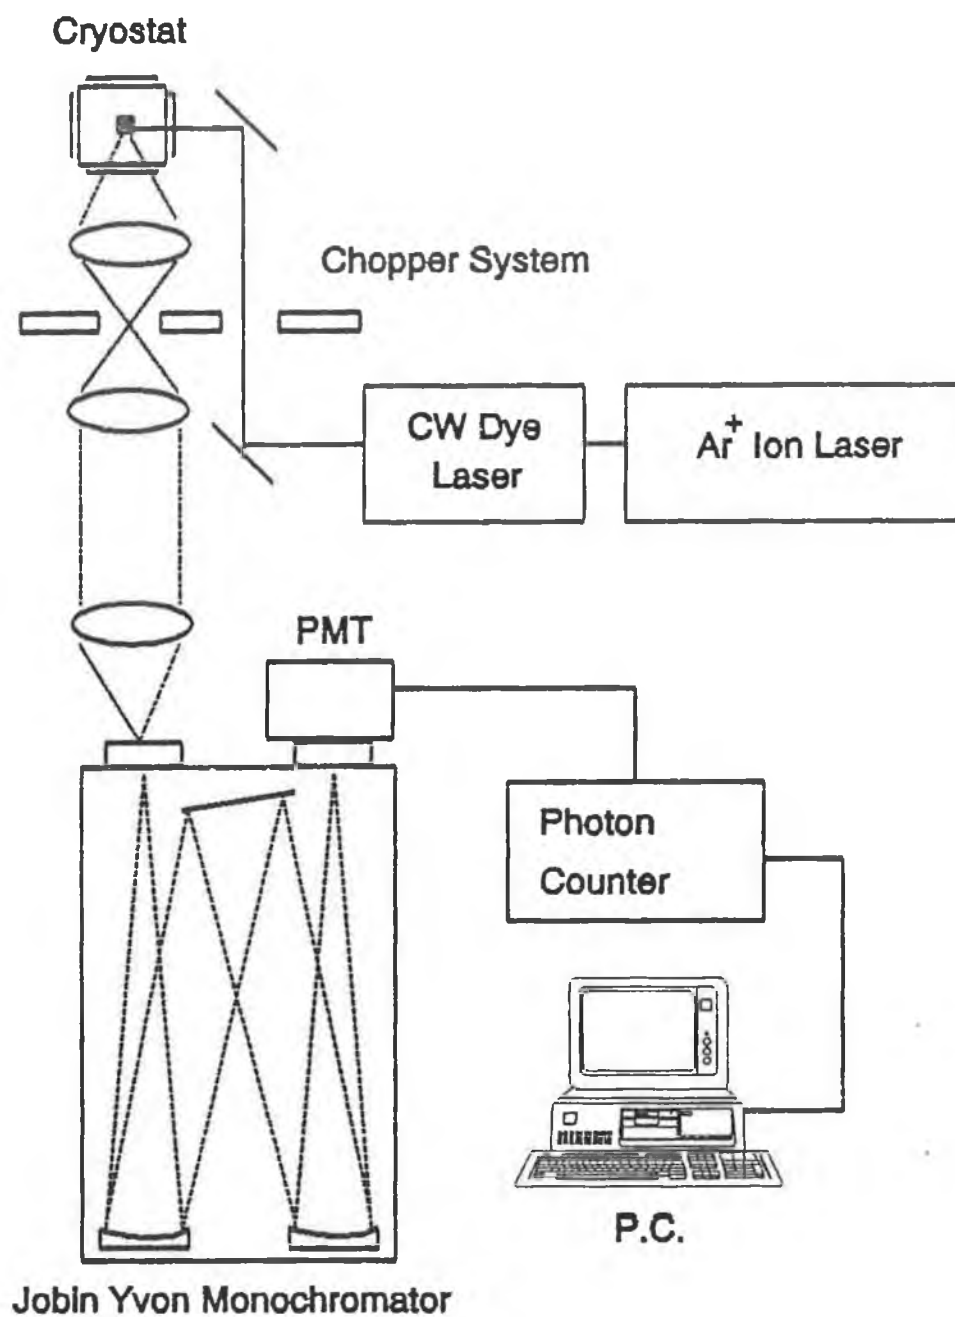 Cryostat
Chopper System
CW Dye
Laser
Ar+ Ion Laser
PMT
Photon
Counter
P.C.
Jobin Yvon Monochromator